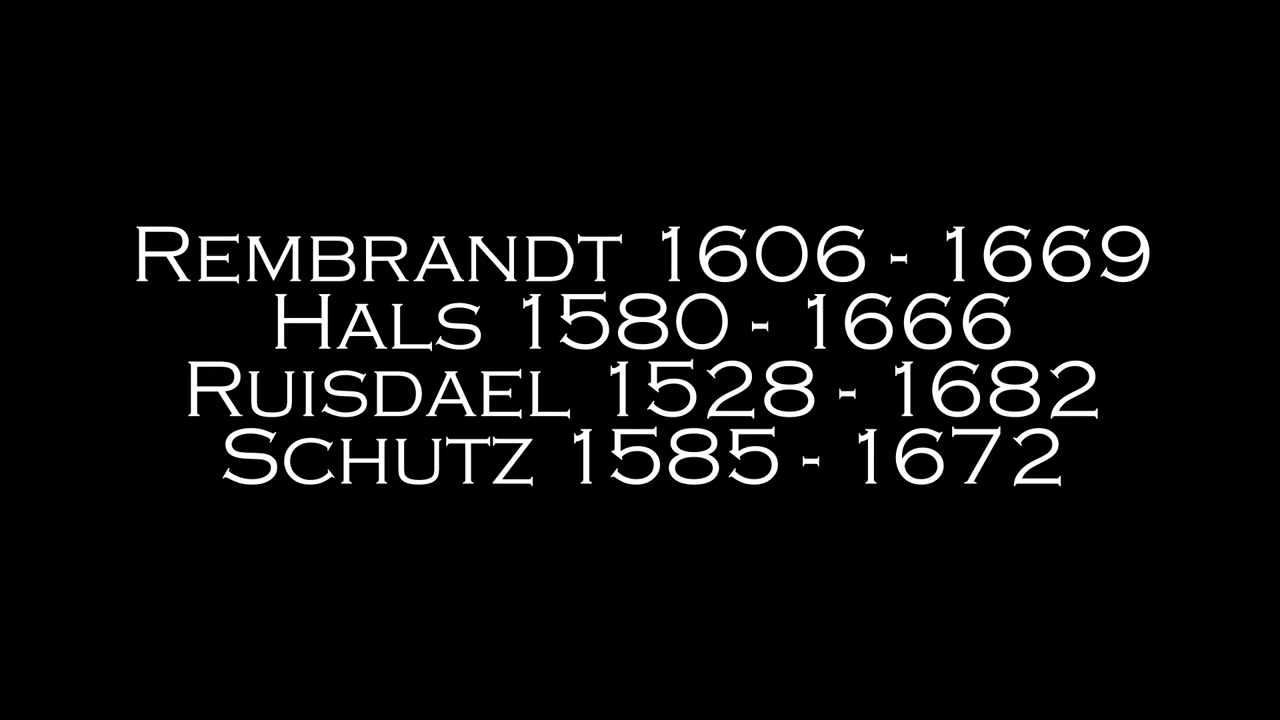 Rembrandt 1606 - 1669
Hals 1580 - 1666
Ruisdael 1528 - 1682
Schutz 1585 - 1672